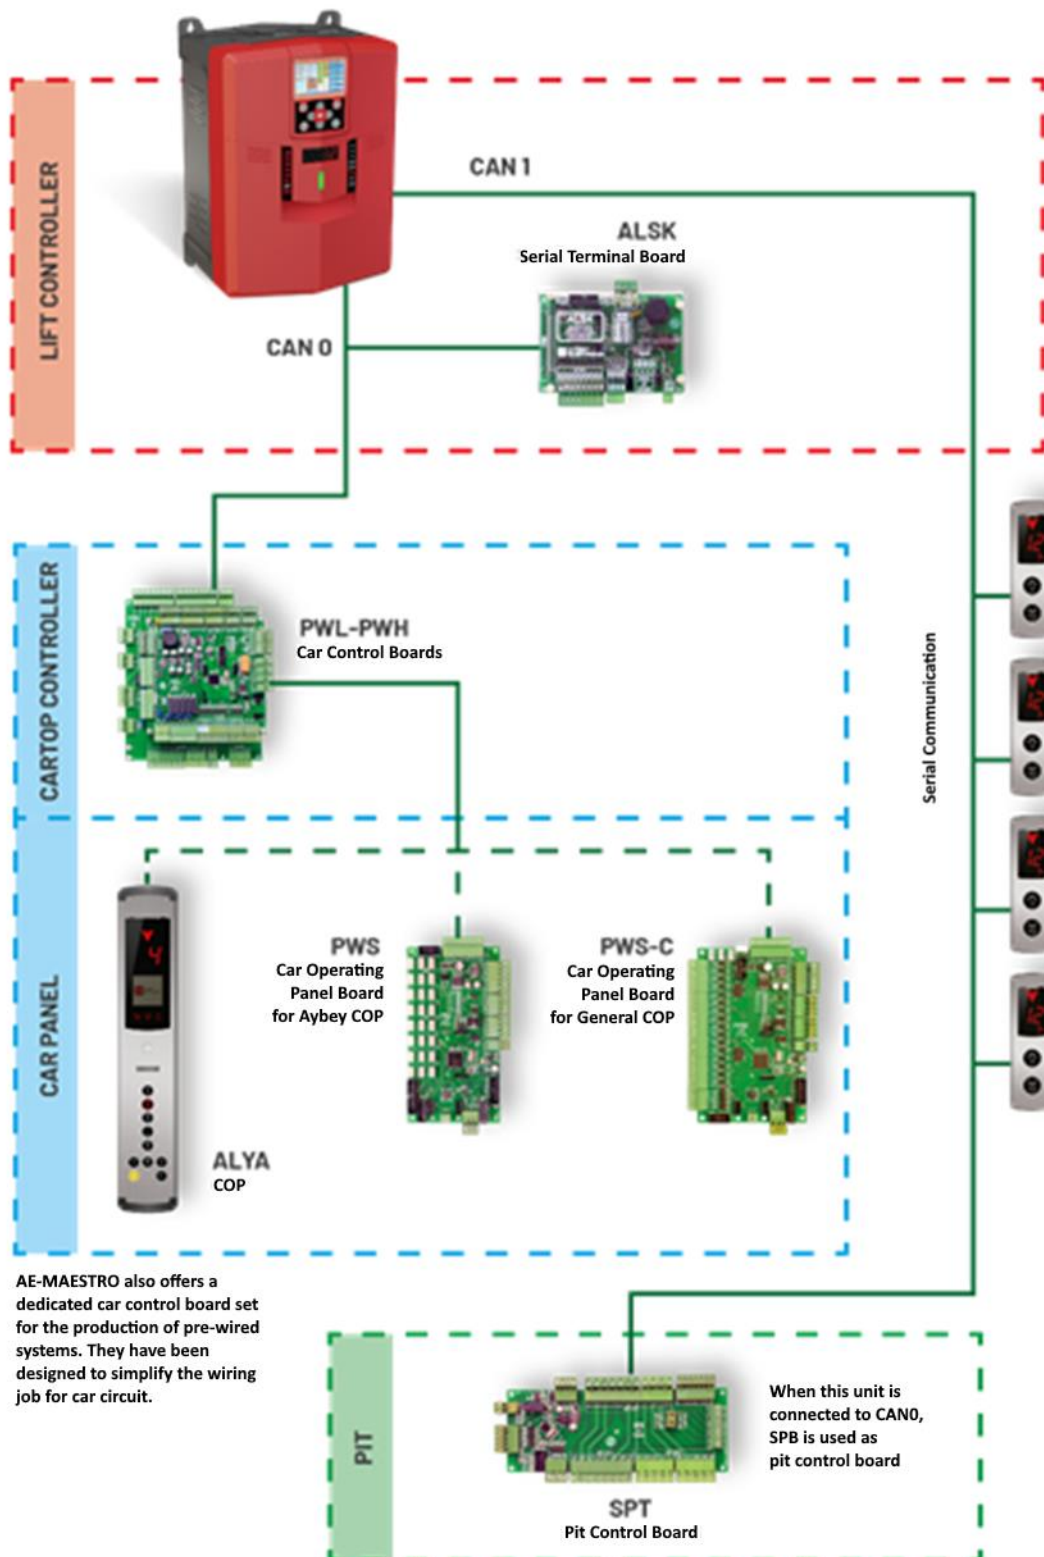 LIFT CONTROLLER
CAN 1
ALSK
Serial Terminal Board
CAN 0
CARTOP CONTROLLER
PWL-PWH
Car Control Boards
Serial Communication
CAR PANEL
PWS
Car Operating
Panel Board
for Aybey COP
PWS-C
Car Operating
Panel Board
for General COP
4
ALYA
COP
AE-MAESTRO also offers a
dedicated car control board set
for the production of pre-wired
systems. They have been
designed to simplify the wiring
job for car circuit.
PIT
When this unit is
connected to CAN0,
SPB is used as
pit control board
SPT
Pit Control Board